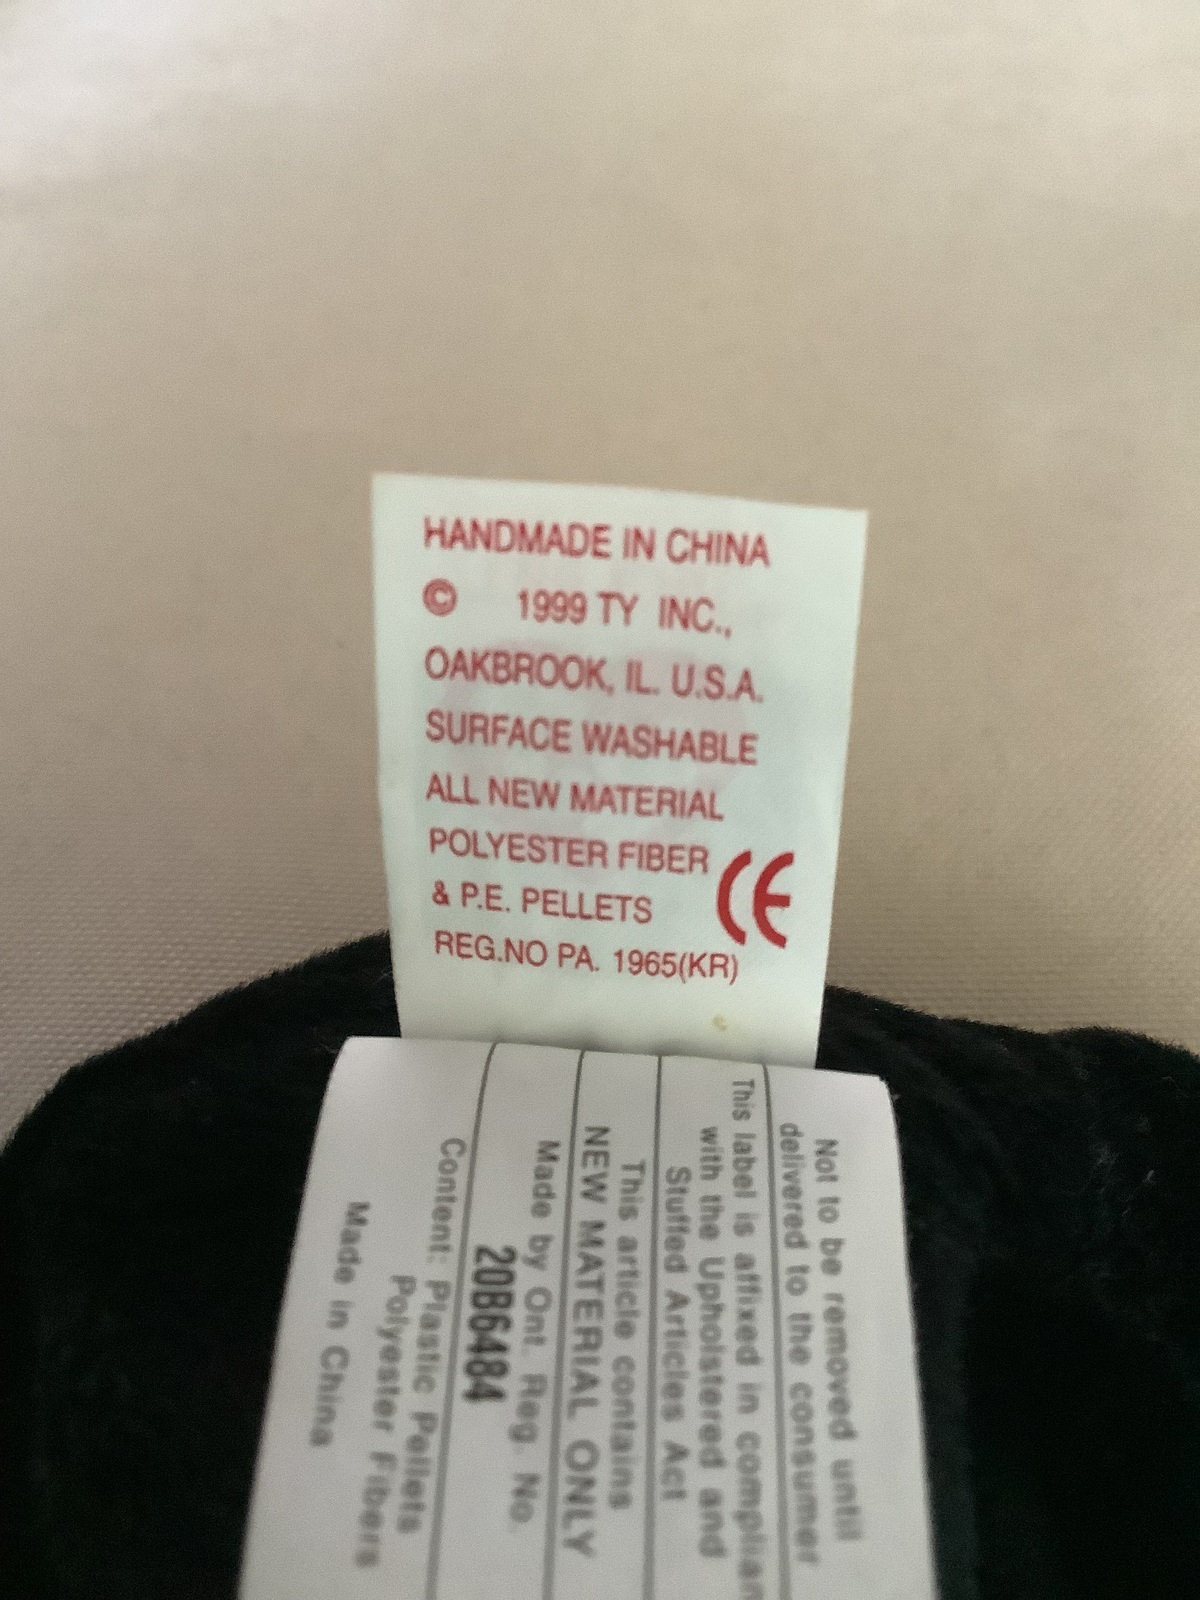 HANDMADE IN CHINA
© 1999 TY INC.,
OAKBROOK, IL. U.S.A.
SURFACE WASHABLE
ALL NEW MATERIAL
POLYESTER FIBER
& P.E. PELLETS
CE
REG.NO PA. 1965(KR)
Not to be removed until
delivered to the consumer
This label is affixed in
with the Upholstered and
Stuffed Articles Act
This article contains
NEW MATERIAL ONLY
Made by Ont. Reg. No.
20B6484
Content: Plastic Pellets
Polyester Fibers
Made in China